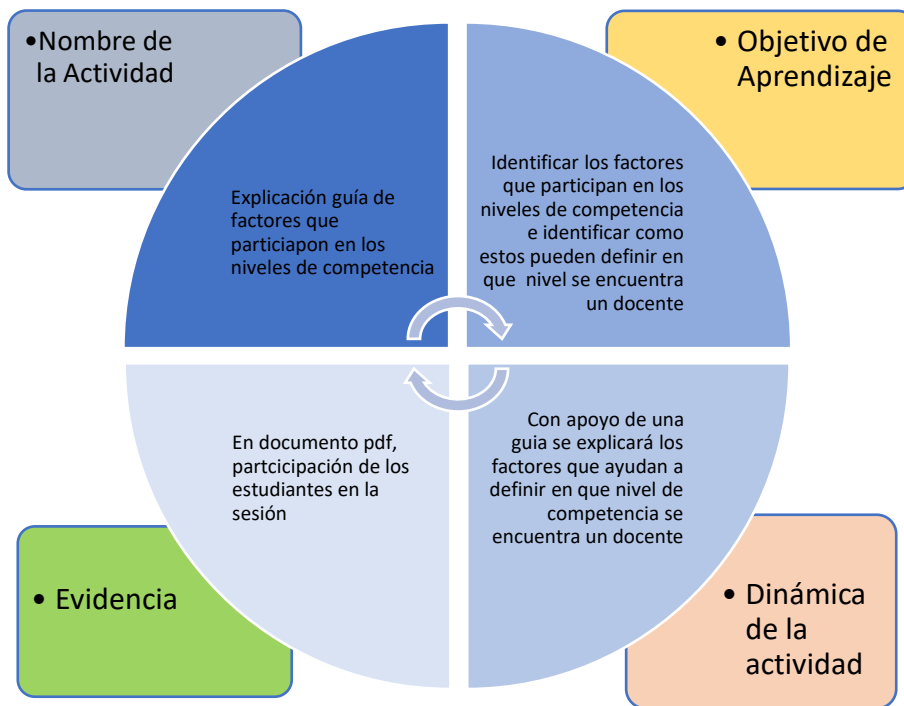 •Nombre de
la Actividad
• Objetivo de
Aprendizaje
Explicación guía de
factores que
particiapon en los
niveles de competencia
Identificar los factores
que participan en los
niveles de competencia
e identificar como
estos pueden definir en
que nivel se encuentra
un docente
En documento pdf,
partcicipación de los
estudiantes en la
sesión
Con apoyo de una
guia se explicará los
factores que ayudan a
definir en que nivel de
competencia se
encuentra un docente
• Evidencia
• Dinámica
de la
actividad